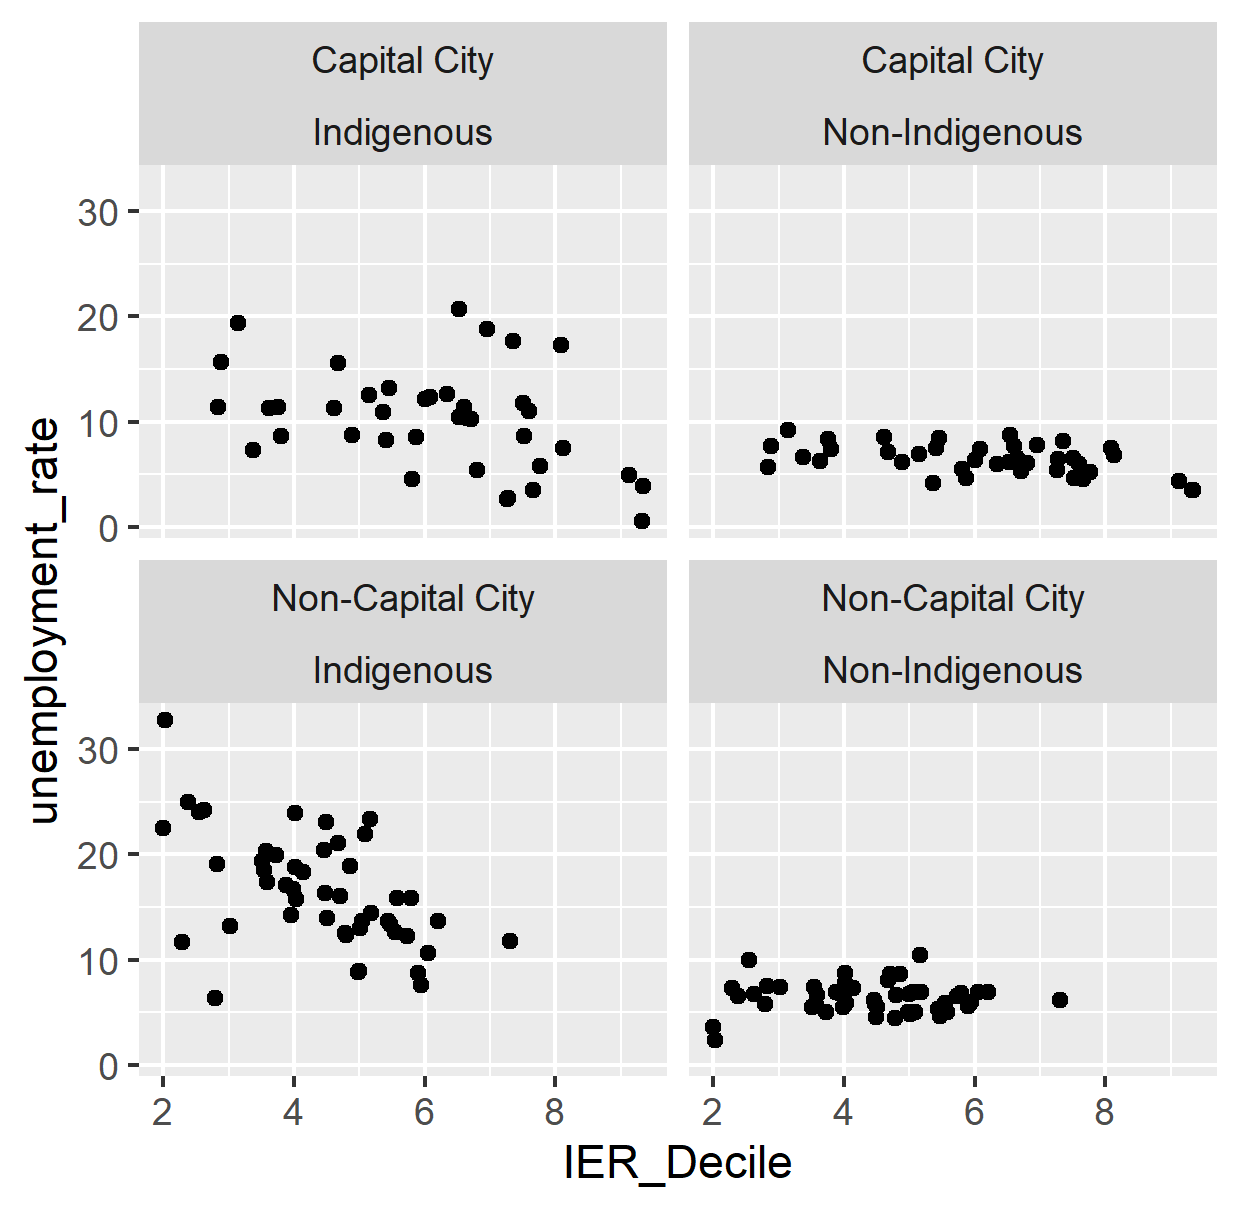 Capital City
Indigenous
Capital City
Non-Indigenous
30
20
10
0
Non-Capital City
Indigenous
Non-Capital City
Non-Indigenous
30
20
10
0
unemployment_rate
2 4 6 8
2 4 6 8
IER_Decile